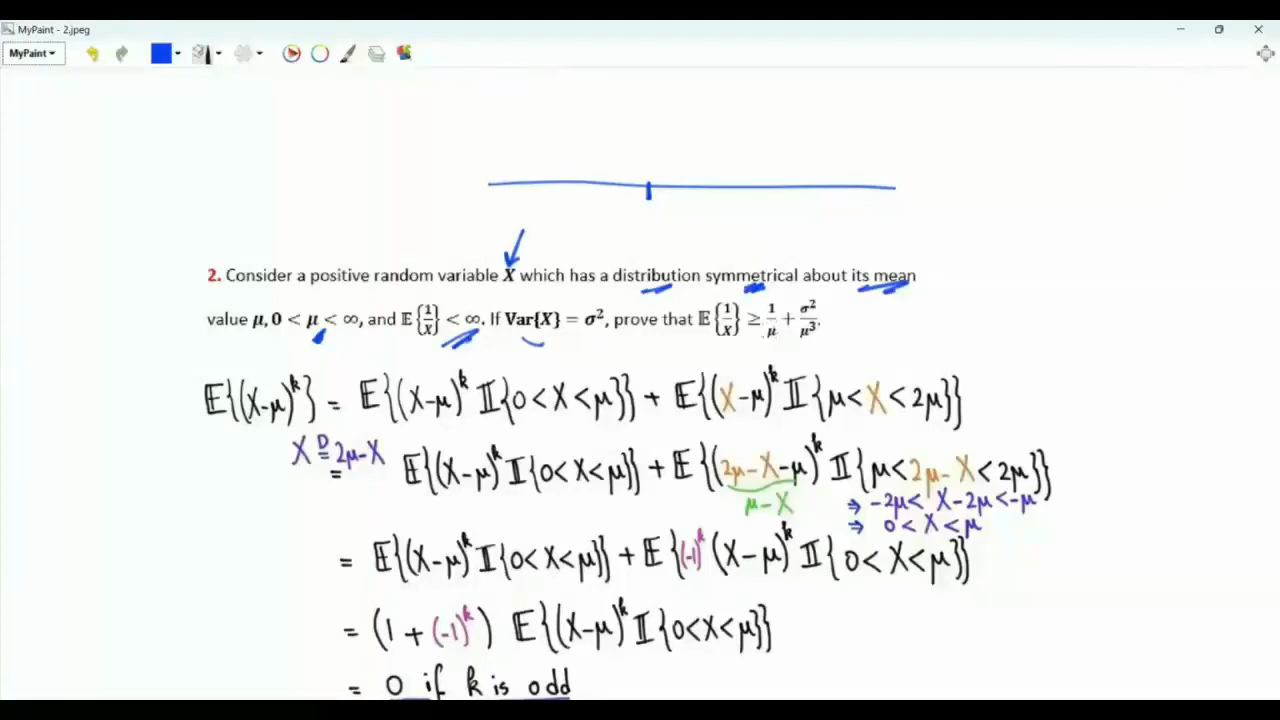 MyPaint - 2.jpeg
MyPaint
2. Consider a positive random variable X which has a distribution symmetrical about its mean
value μ, 0 < μ < ∞, and 𝔼{1/X} < ∞. If Var{X} = σ², prove that 𝔼{1/X} ≥ 1/μ + σ²/μ³.
𝔼{(X-μ)^k} = 𝔼{(X-μ)^k 𝕀{0<X<μ}} + 𝔼{(X-μ)^k 𝕀{μ<X<2μ}}
X D= 2μ-X
= 𝔼{(X-μ)^k 𝕀{0<X<μ}} + 𝔼{(2μ-X-μ)^k 𝕀{μ<2μ-X<2μ}}
μ-X ⇒ -2μ< X-2μ<-μ
⇒ 0<X<μ
= 𝔼{(X-μ)^k 𝕀{0<X<μ}} + 𝔼{(-1)^k (X-μ)^k 𝕀{0<X<μ}}
= (1 + (-1)^k) 𝔼{(X-μ)^k 𝕀{0<X<μ}}
= 0 if k is odd